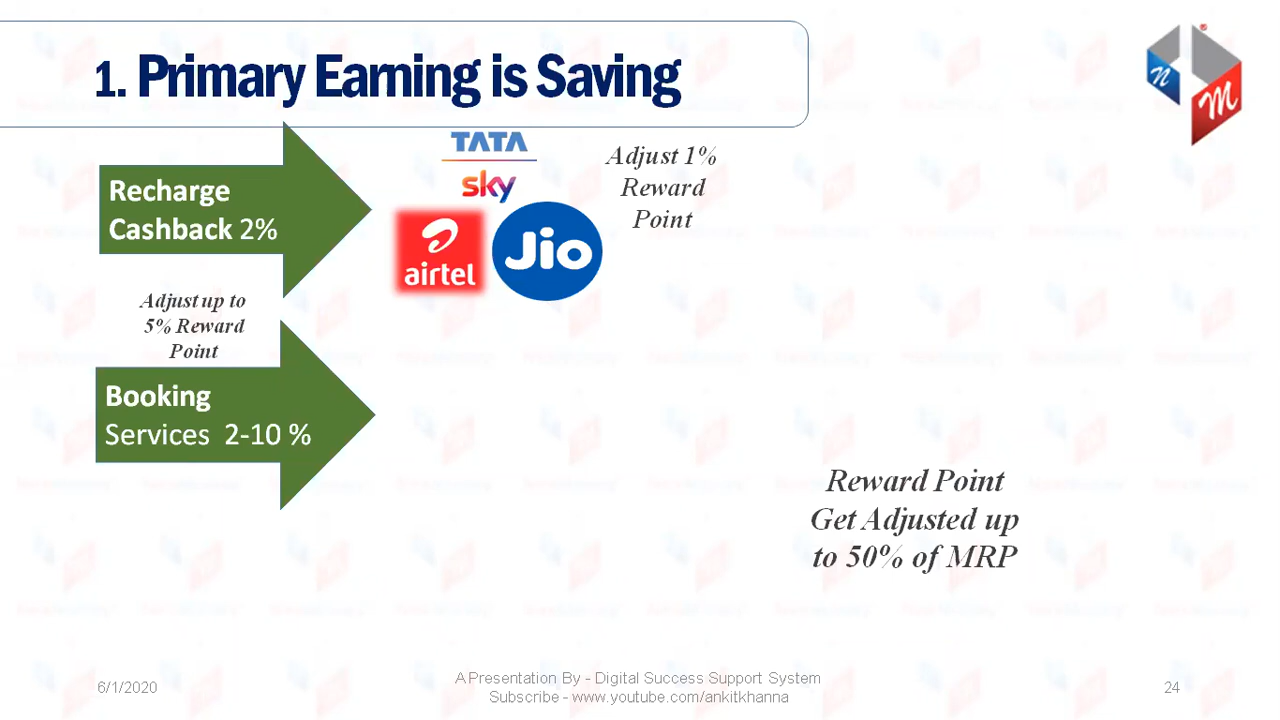 1. Primary Earning is Saving
n
M
Recharge
Cashback 2%
TATA
sky
airtel
Jio
Adjust 1%
Reward
Point
Adjust up to
5% Reward
Point
Booking
Services 2-10 %
Reward Point
Get Adjusted up
to 50% of MRP
6/1/2020
A Presentation By - Digital Success Support System
Subscribe - www.youtube.com/ankitkhanna
24